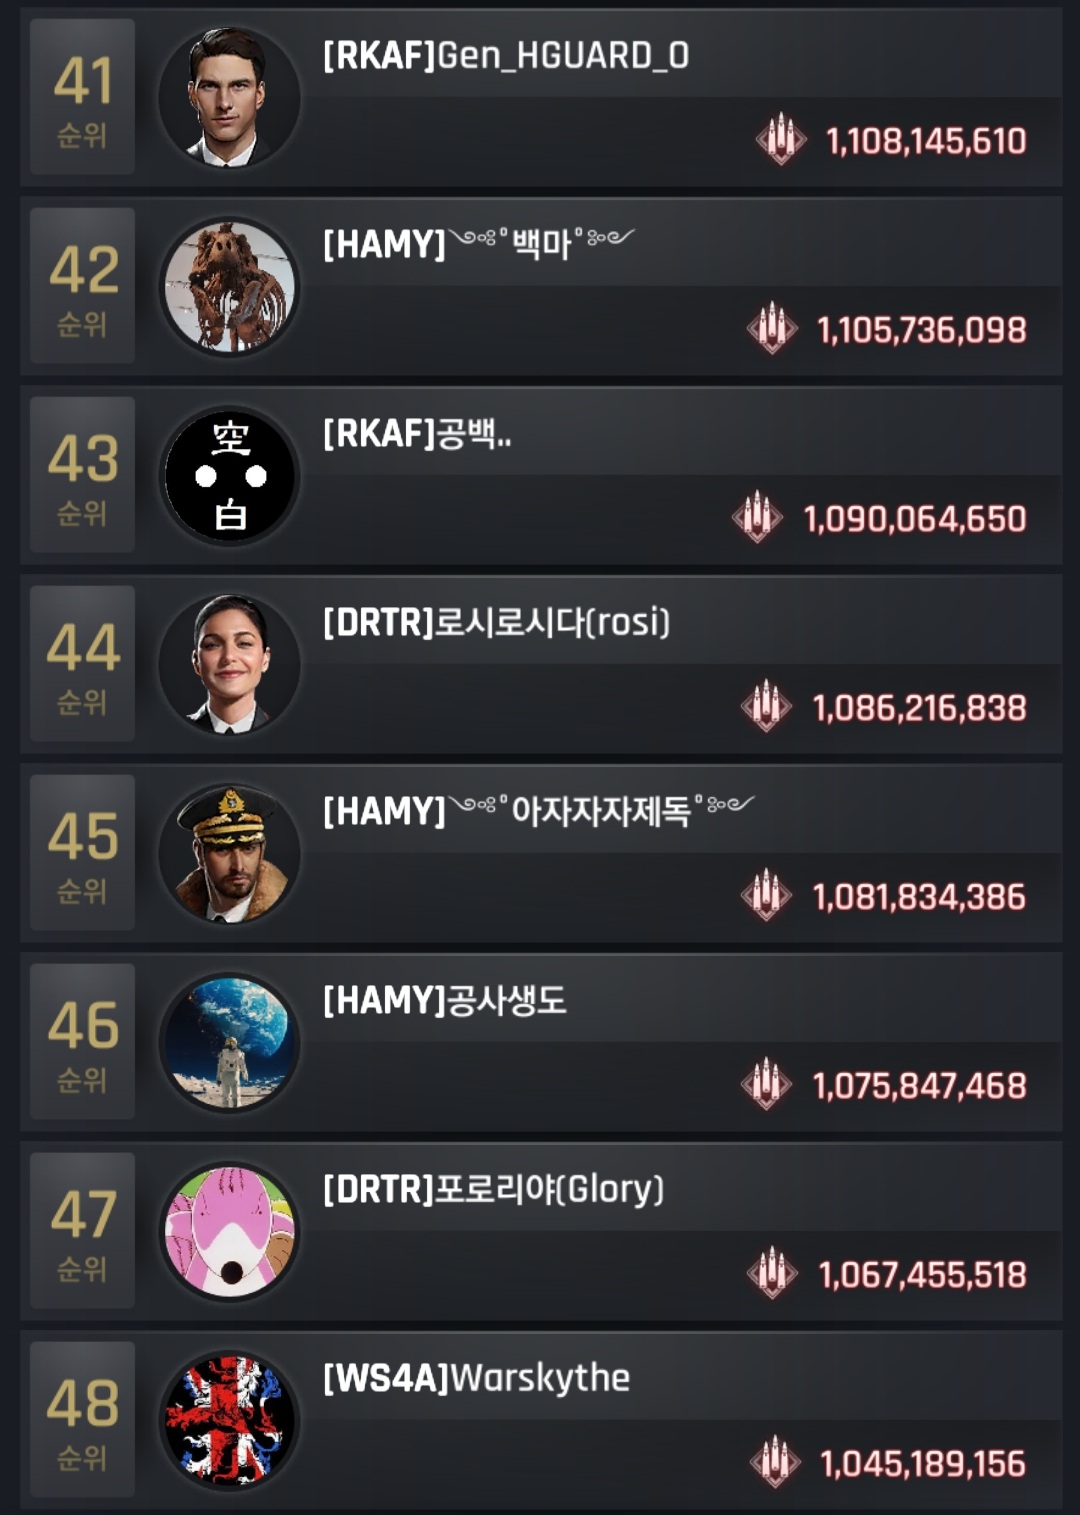 41
순위
[RKAF]Gen_HGUARD_O
1,108,145,610
42
순위
[HAMY]༺༻°백마°༺༻
1,105,736,098
43
순위
空
白
[RKAF]공백..
1,090,064,650
44
순위
[DRTR]로시로시다(rosi)
1,086,216,838
45
순위
[HAMY]༺༻°아자자자제독°༺༻
1,081,834,386
46
순위
[HAMY]공사생도
1,075,847,468
47
순위
[DRTR]포로리야(Glory)
1,067,455,518
48
순위
[WS4A]Warskythe
1,045,189,156